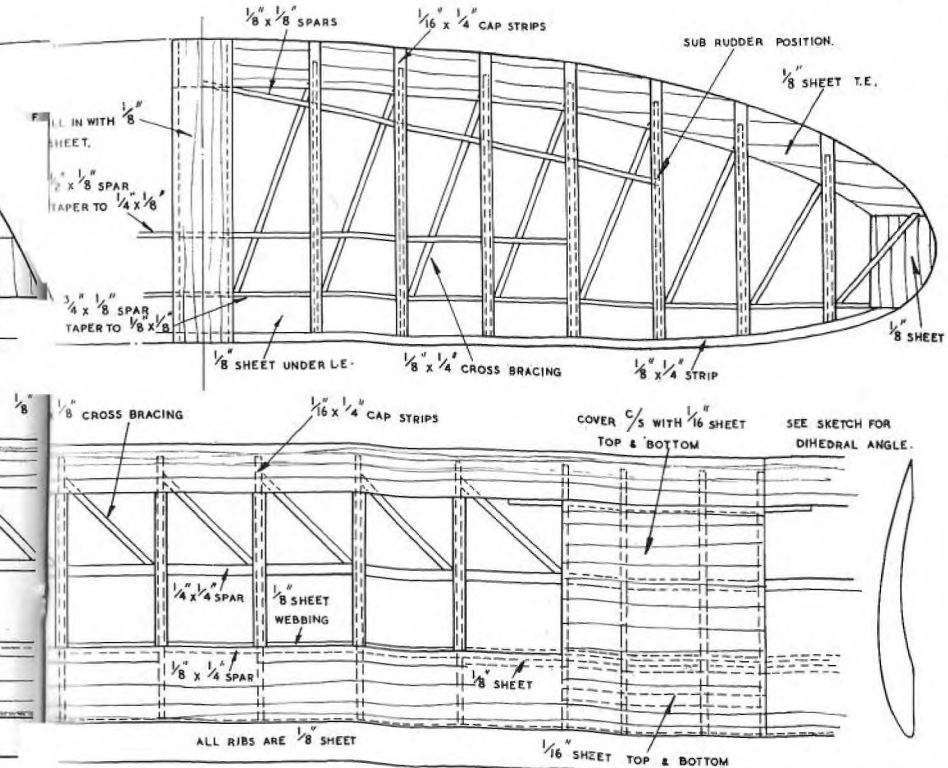 1/8" x 1/8" SPARS
1/16" x 1/4" CAP STRIPS
SUB RUDDER POSITION.
1/8" SHEET T.E.
F
LL IN WITH 1/8"
SHEET.
1/2" x 1/8" SPAR
TAPER TO 1/4" x 1/8"
3/4" x 1/8" SPAR
TAPER TO 1/8" x 1/8"
1/8" SHEET UNDER L.E.
1/8" x 1/4" CROSS BRACING
1/8" x 1/4" STRIP
1/8" SHEET
1/8"
1/8" CROSS BRACING
1/16" x 1/4" CAP STRIPS
COVER C/S WITH 1/16" SHEET
TOP & BOTTOM
SEE SKETCH FOR
DIHEDRAL ANGLE.
1/4" x 1/4" SPAR
1/8" SHEET
WEBBING
1/8" x 1/4" SPAR
1/8" SHEET
ALL RIBS ARE 1/8" SHEET
1/16" SHEET TOP & BOTTOM